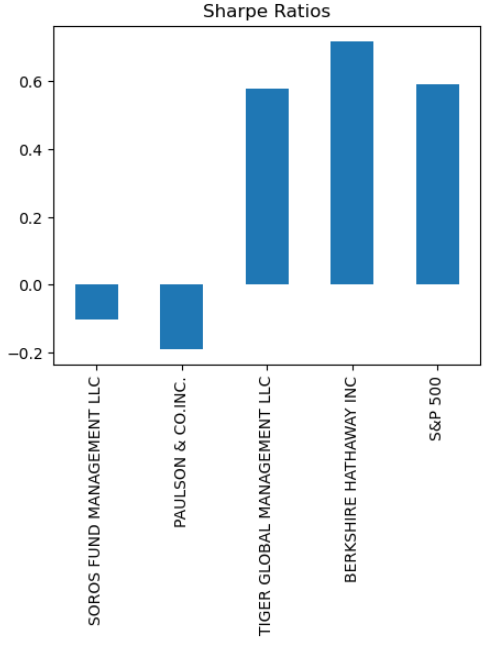 Sharpe Ratios
0.6
0.4
0.2
0.0
−0.2
SOROS FUND MANAGEMENT LLC
PAULSON & CO.INC.
TIGER GLOBAL MANAGEMENT LLC
BERKSHIRE HATHAWAY INC
S&P 500